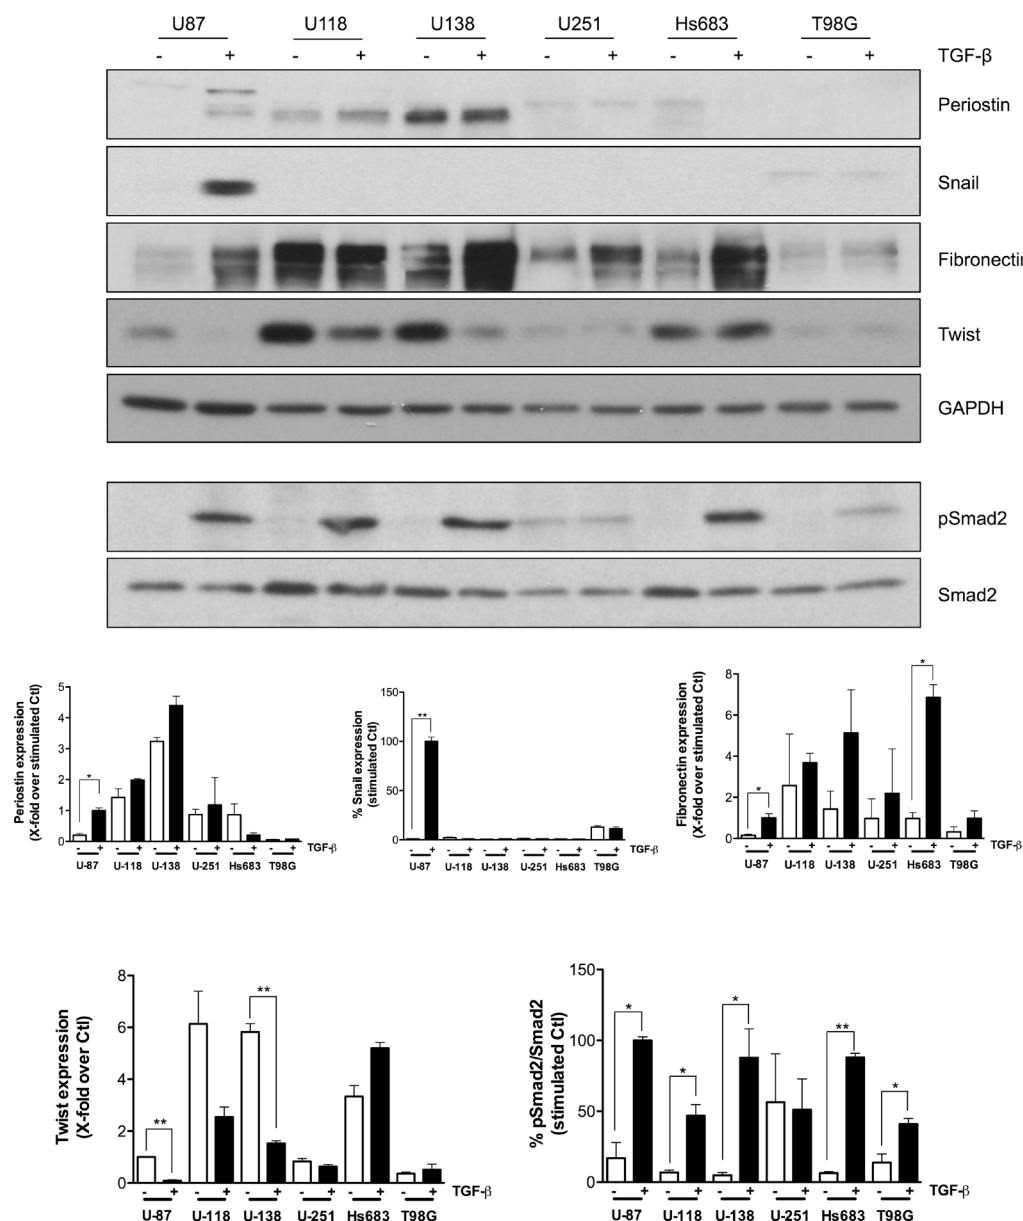 U87 U118 U138 U251 Hs683 T98G
- + - + - + - + - + - + TGF-β
Periostin
Snail
Fibronectin
Twist
GAPDH
pSmad2
Smad2
Periostin expression
(X-fold over stimulated Ctl)
5
4
3
2
1
0
*
- + - + - + - + - + - + TGF-β
U-87 U-118 U-138 U-251 Hs683 T98G
% Snail expression
(stimulated Ctl)
150
100
50
0
**
- + - + - + - + - + - + TGF-β
U-87 U-118 U-138 U-251 Hs683 T98G
Fibronectin expression
(X-fold over stimulated Ctl)
8
6
4
2
0
* *
- + - + - + - + - + - + TGF-β
U-87 U-118 U-138 U-251 Hs683 T98G
Twist expression
(X-fold over Ctl)
8
6
4
2
0
** **
- + - + - + - + - + - + TGF-β
U-87 U-118 U-138 U-251 Hs683 T98G
% pSmad2/Smad2
(stimulated Ctl)
150
100
50
0
* * * ** *
- + - + - + - + - + - + TGF-β
U-87 U-118 U-138 U-251 Hs683 T98G